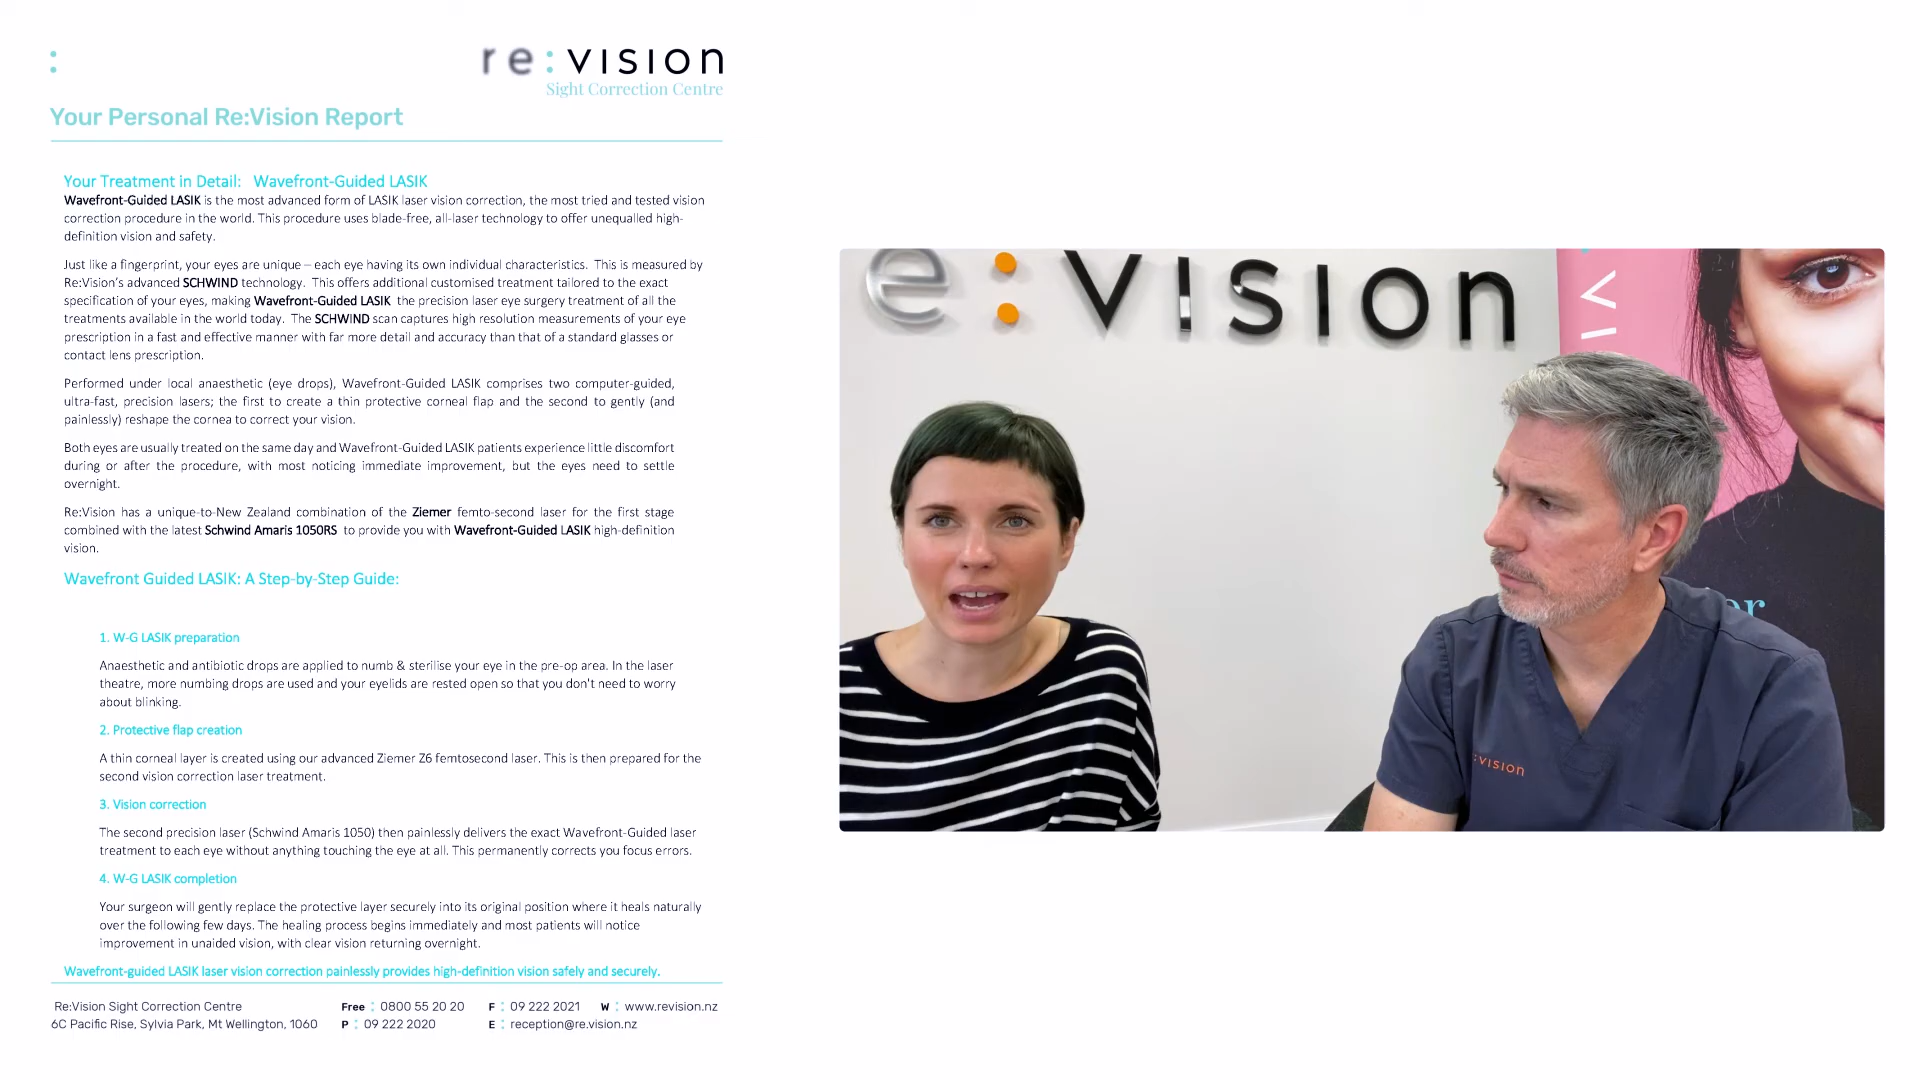 :
re:vision
Sight Correction Centre
Your Personal Re:Vision Report
Your Treatment in Detail: Wavefront-Guided LASIK
Wavefront-Guided LASIK is the most advanced form of LASIK laser vision correction, the most tried and tested vision
correction procedure in the world. This procedure uses blade-free, all-laser technology to offer unequalled high-
definition vision and safety.
Just like a fingerprint, your eyes are unique – each eye having its own individual characteristics. This is measured by
Re:Vision's advanced SCHWIND technology. This offers additional customised treatment tailored to the exact
specification of your eyes, making Wavefront-Guided LASIK the precision laser eye surgery treatment of all the
treatments available in the world today. The SCHWIND scan captures high resolution measurements of your eye
prescription in a fast and effective manner with far more detail and accuracy than that of a standard glasses or
contact lens prescription.
Performed under local anaesthetic (eye drops), Wavefront-Guided LASIK comprises two computer-guided,
ultra-fast, precision lasers; the first to create a thin protective corneal flap and the second to gently (and
painlessly) reshape the cornea to correct your vision.
Both eyes are usually treated on the same day and Wavefront-Guided LASIK patients experience little discomfort
during or after the procedure, with most noticing immediate improvement, but the eyes need to settle
overnight.
Re:Vision has a unique-to-New Zealand combination of the Ziemer femto-second laser for the first stage
combined with the latest Schwind Amaris 1050RS to provide you with Wavefront-Guided LASIK high-definition
vision.
Wavefront Guided LASIK: A Step-by-Step Guide:
1. W-G LASIK preparation
Anaesthetic and antibiotic drops are applied to numb & sterilise your eye in the pre-op area. In the laser
theatre, more numbing drops are used and your eyelids are rested open so that you don't need to worry
about blinking.
2. Protective flap creation
A thin corneal layer is created using our advanced Ziemer Z6 femtosecond laser. This is then prepared for the
second vision correction laser treatment.
3. Vision correction
The second precision laser (Schwind Amaris 1050) then painlessly delivers the exact Wavefront-Guided laser
treatment to each eye without anything touching the eye at all. This permanently corrects you focus errors.
4. W-G LASIK completion
Your surgeon will gently replace the protective layer securely into its original position where it heals naturally
over the following few days. The healing process begins immediately and most patients will notice
improvement in unaided vision, with clear vision returning overnight.
Wavefront-guided LASIK laser vision correction painlessly provides high-definition vision safely and securely.
Re:Vision Sight Correction Centre Free : 0800 55 20 20 F : 09 222 2021 W : www.revision.nz
6C Pacific Rise, Sylvia Park, Mt Wellington, 1060 P : 09 222 2020 E : reception@re.vision.nz
e:vision
:vision